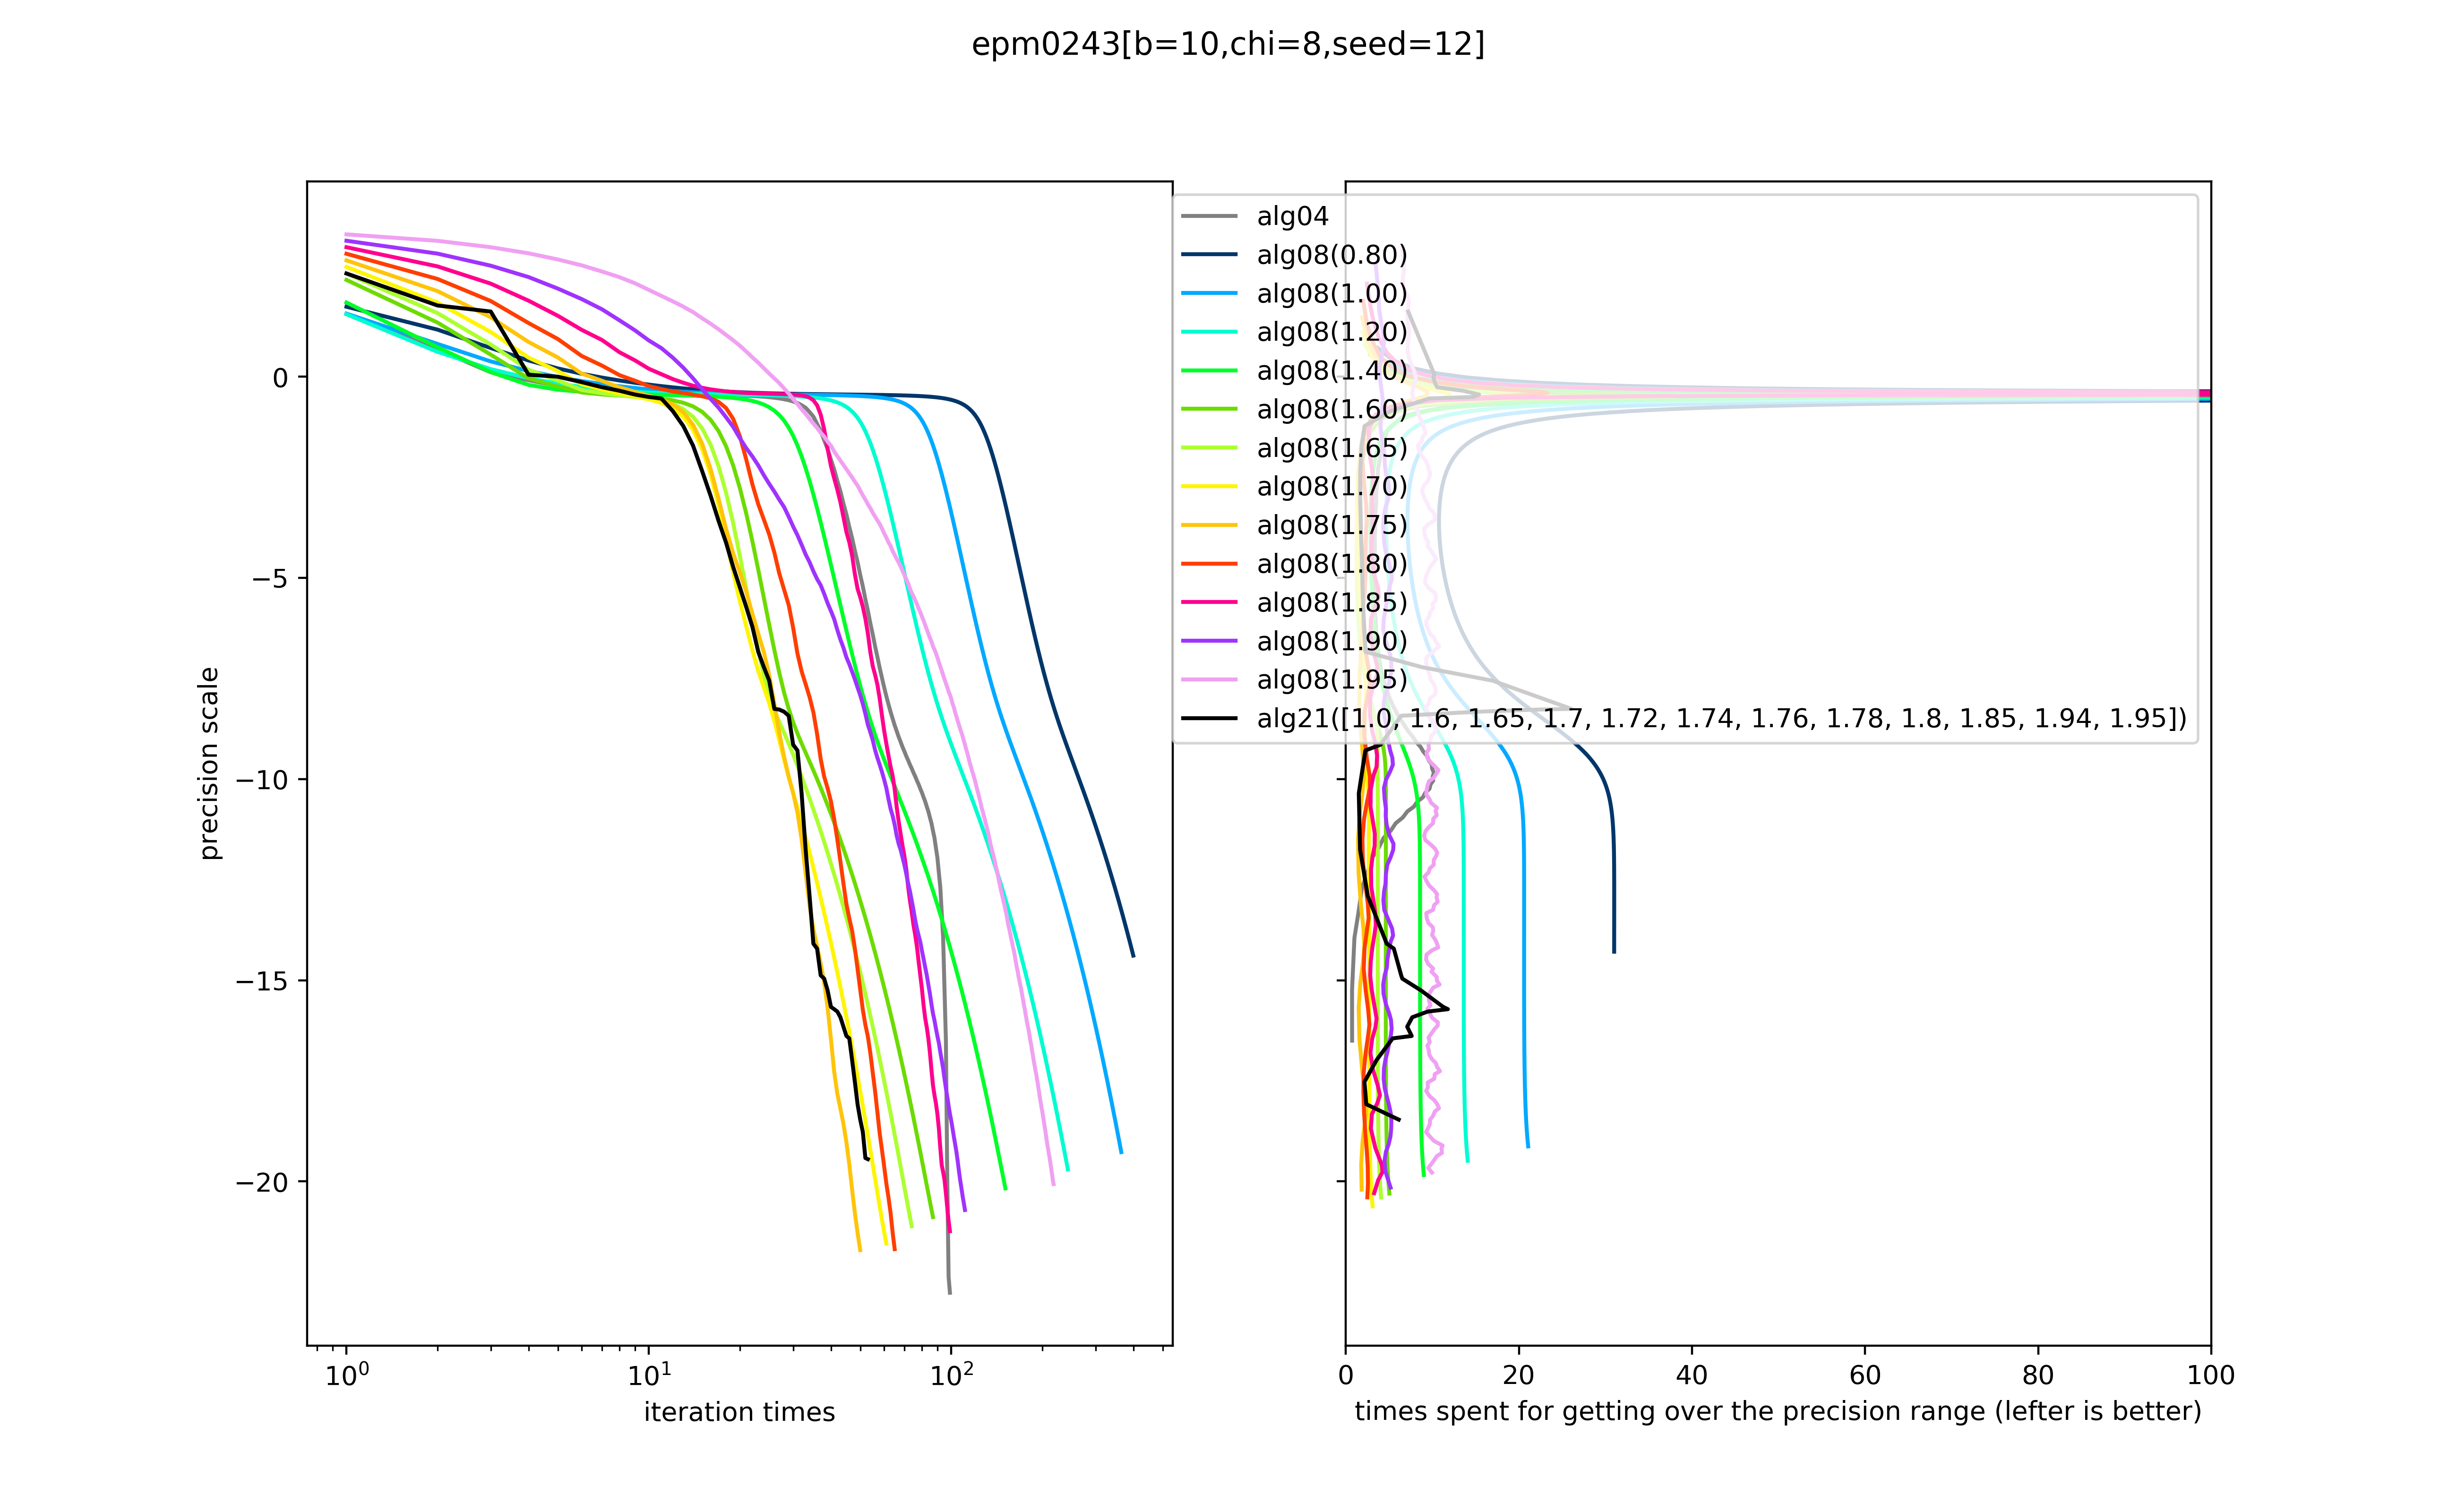 epm0243[b=10,chi=8,seed=12]
precision scale
0
−5
−10
−15
−20
10⁰
10¹
10²
iteration times
alg04
alg08(0.80)
alg08(1.00)
alg08(1.20)
alg08(1.40)
alg08(1.60)
alg08(1.65)
alg08(1.70)
alg08(1.75)
alg08(1.80)
alg08(1.85)
alg08(1.90)
alg08(1.95)
alg21([1.0, 1.6, 1.65, 1.7, 1.72, 1.74, 1.76, 1.78, 1.8, 1.85, 1.94, 1.95])
0 20 40 60 80 100
times spent for getting over the precision range (lefter is better)